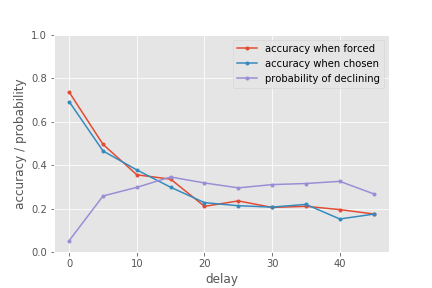 accuracy when forced
accuracy when chosen
probability of declining
1.0
0.8
0.6
0.4
0.2
0.0
accuracy / probability
0
10
20
30
40
delay